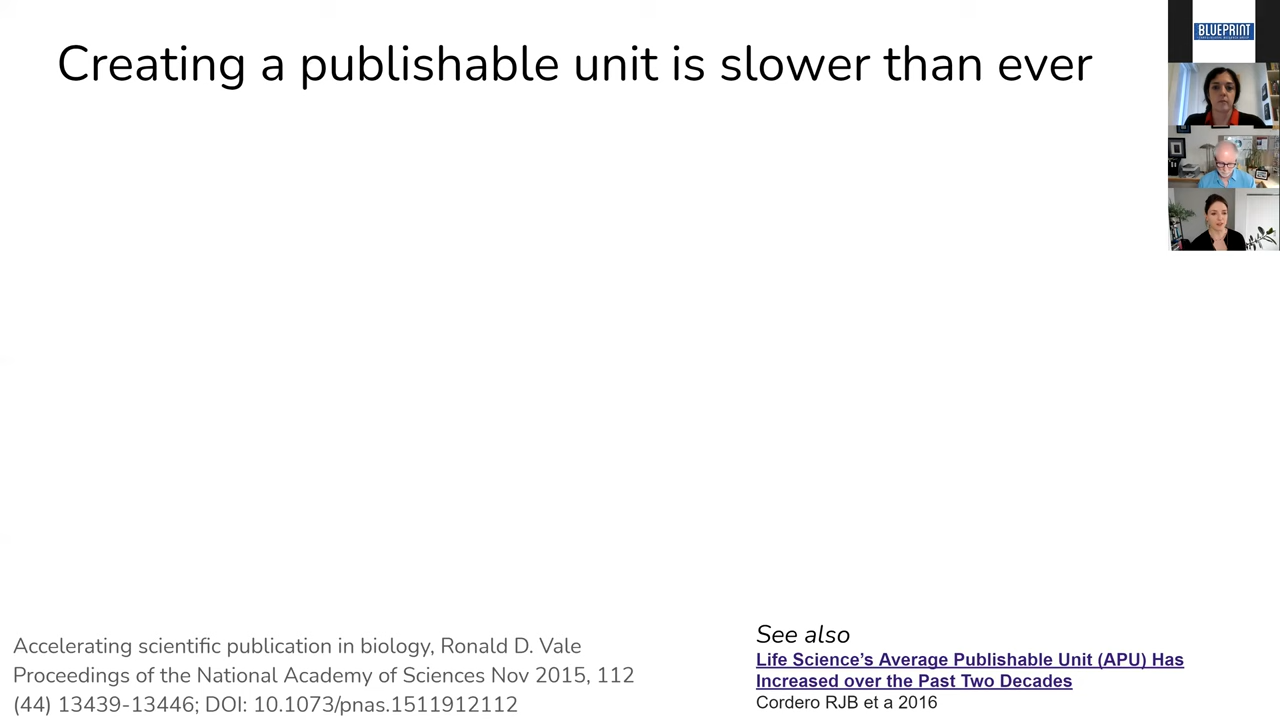 Creating a publishable unit is slower than ever
BLUEPRINT
Accelerating scientific publication in biology, Ronald D. Vale
Proceedings of the National Academy of Sciences Nov 2015, 112
(44) 13439-13446; DOI: 10.1073/pnas.1511912112
See also
Life Science's Average Publishable Unit (APU) Has
Increased over the Past Two Decades
Cordero RJB et a 2016